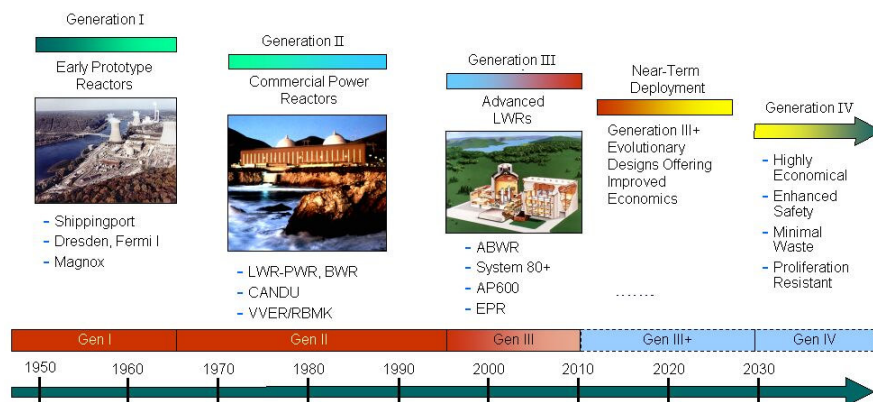 Generation I
Early Prototype
Reactors
- Shippingport
- Dresden, Fermi I
- Magnox
Generation II
Commercial Power
Reactors
- LWR-PWR, BWR
- CANDU
- VVER/RBMK
Generation III
Advanced
LWRs
- ABWR
- System 80+
- AP600
- EPR
Near-Term
Deployment
Generation III+
Evolutionary
Designs Offering
Improved
Economics
.......
Generation IV
- Highly
Economical
- Enhanced
Safety
- Minimal
Waste
- Proliferation
Resistant
Gen I Gen II Gen III Gen III+ Gen IV
1950 1960 1970 1980 1990 2000 2010 2020 2030